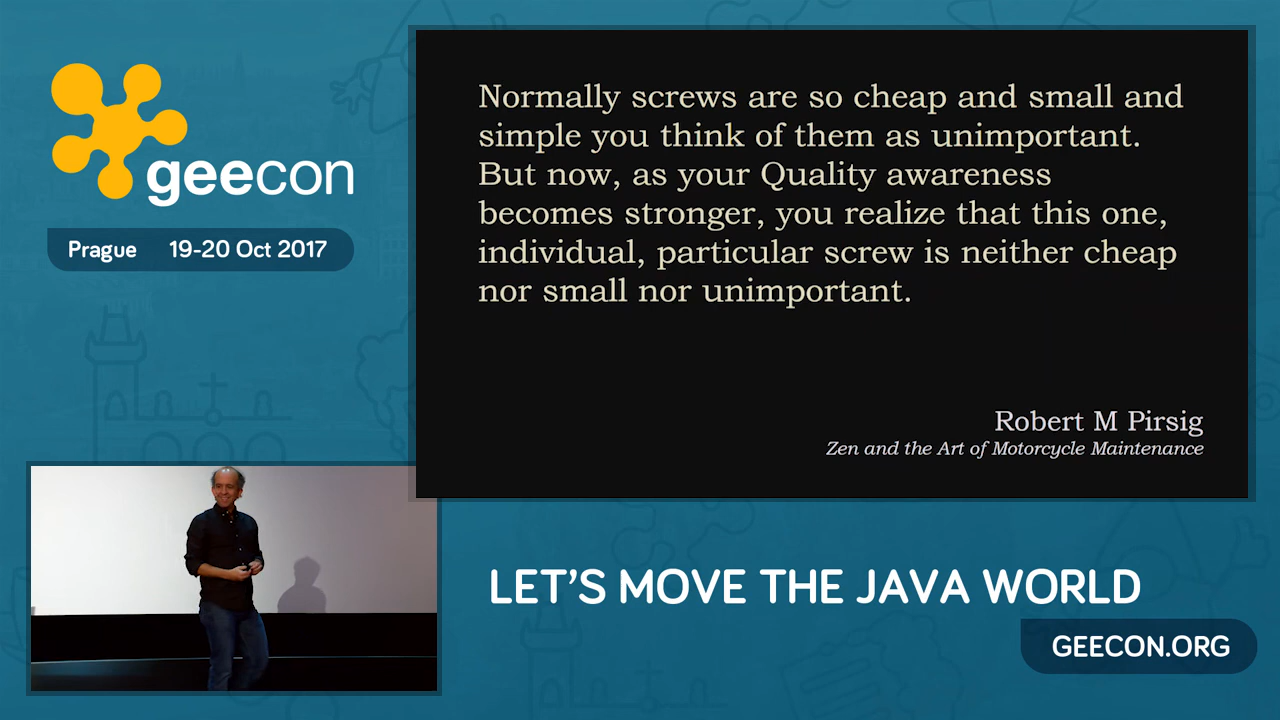 geecon
Prague 19-20 Oct 2017
Normally screws are so cheap and small and
simple you think of them as unimportant.
But now, as your Quality awareness
becomes stronger, you realize that this one,
individual, particular screw is neither cheap
nor small nor unimportant.
Robert M Pirsig
Zen and the Art of Motorcycle Maintenance
LET'S MOVE THE JAVA WORLD
GEECON.ORG